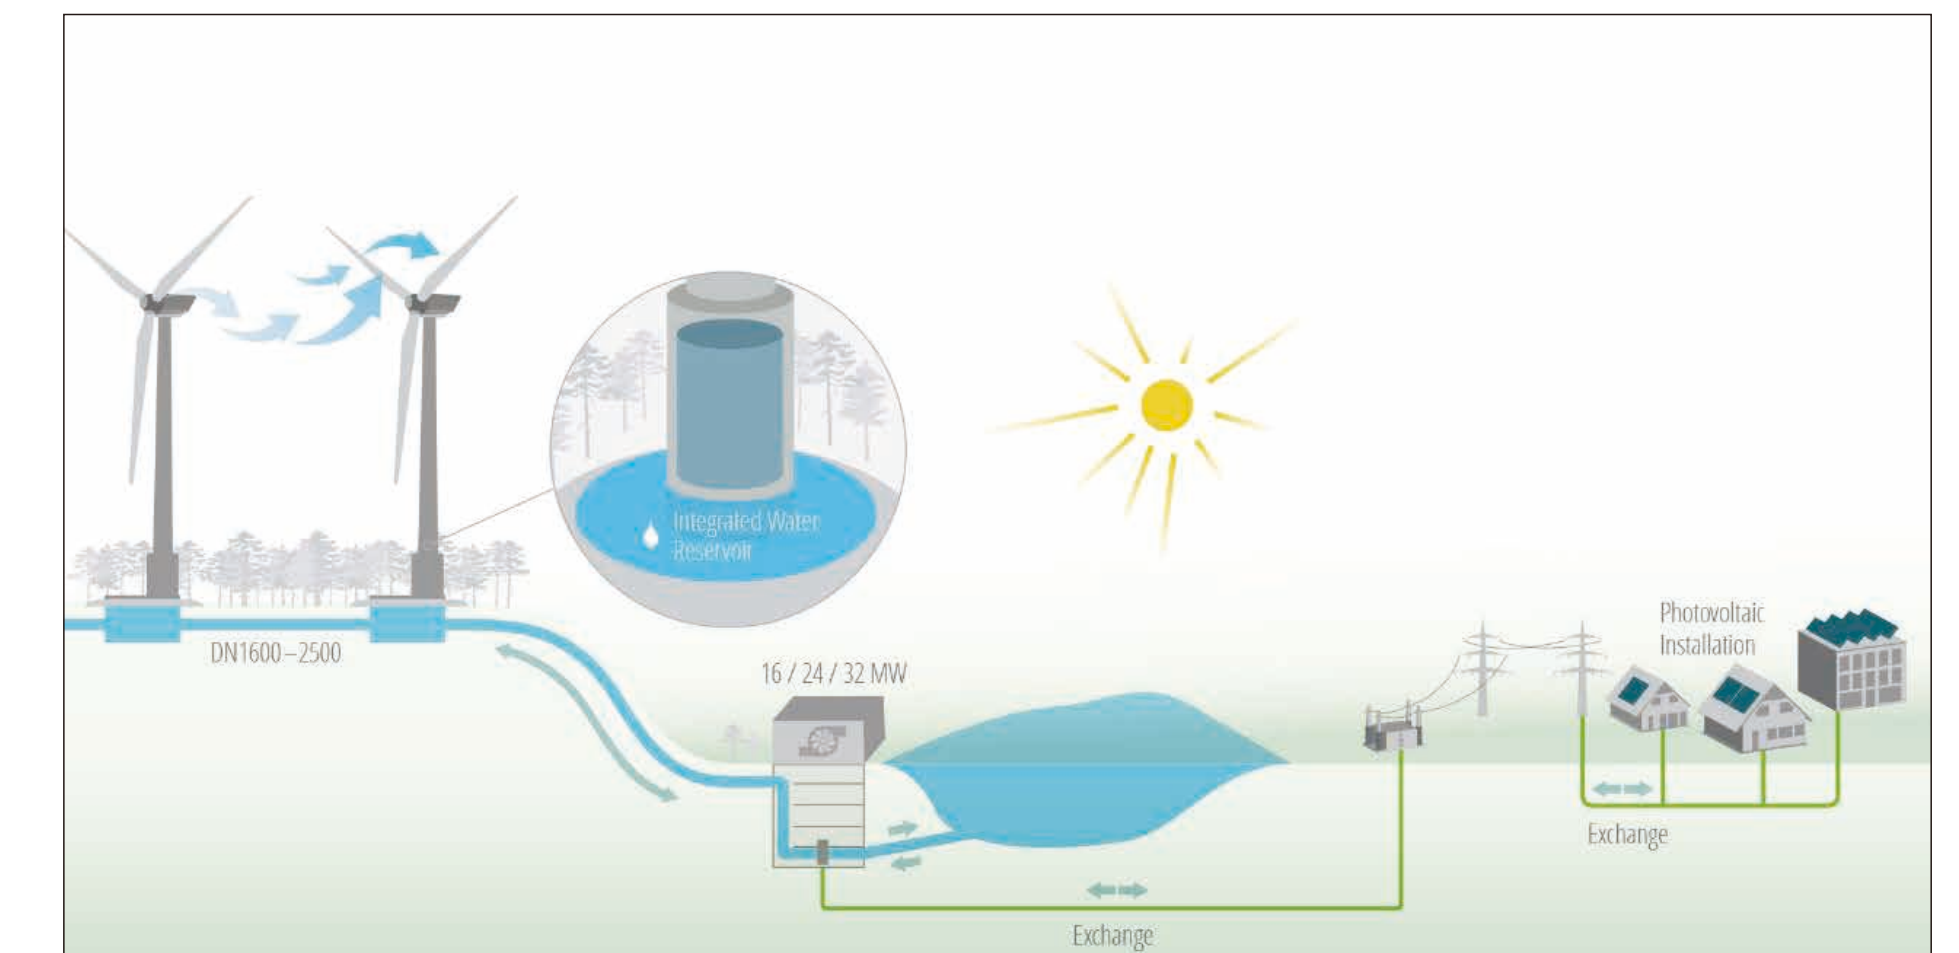 Integrated Water
Reservoir
DN1600–2500
16 / 24 / 32 MW
Photovoltaic
Installation
Exchange
Exchange